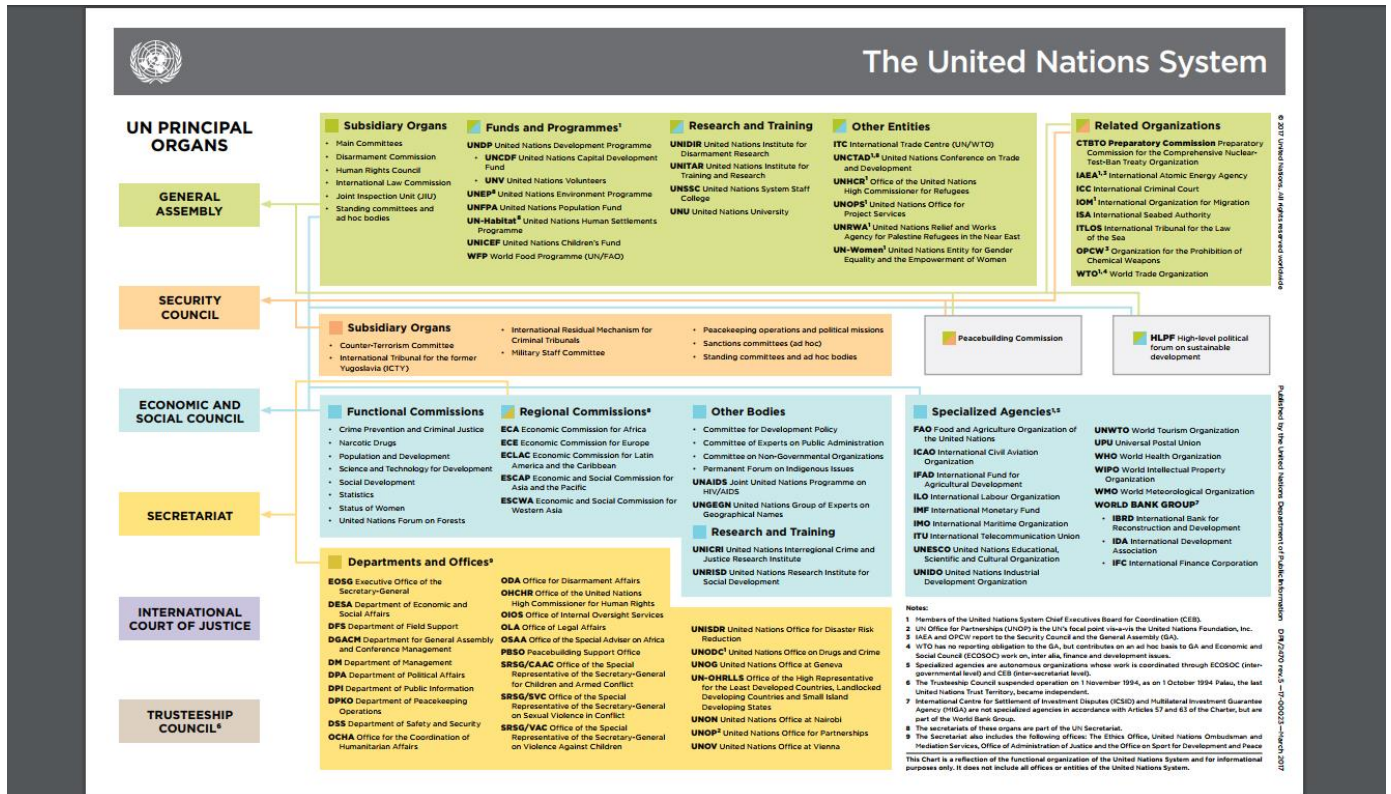 The United Nations System
UN PRINCIPAL
ORGANS
GENERAL
ASSEMBLY
SECURITY
COUNCIL
ECONOMIC AND
SOCIAL COUNCIL
SECRETARIAT
INTERNATIONAL
COURT OF JUSTICE
TRUSTEESHIP
COUNCIL⁶
Subsidiary Organs
• Main Committees
• Disarmament Commission
• Human Rights Council
• International Law Commission
• Joint Inspection Unit (JIU)
• Standing committees and
ad hoc bodies
Funds and Programmes¹
UNDP United Nations Development Programme
• UNCDF United Nations Capital Development
Fund
• UNV United Nations Volunteers
UNEP⁸ United Nations Environment Programme
UNFPA United Nations Population Fund
UN-Habitat⁸ United Nations Human Settlements
Programme
UNICEF United Nations Children's Fund
WFP World Food Programme (UN/FAO)
Research and Training
UNIDIR United Nations Institute for
Disarmament Research
UNITAR United Nations Institute for
Training and Research
UNSSC United Nations System Staff
College
UNU United Nations University
Other Entities
ITC International Trade Centre (UN/WTO)
UNCTAD¹,⁸ United Nations Conference on Trade
and Development
UNHCR¹ Office of the United Nations
High Commissioner for Refugees
UNOPS¹ United Nations Office for
Project Services
UNRWA¹ United Nations Relief and Works
Agency for Palestine Refugees in the Near East
UN-Women¹ United Nations Entity for Gender
Equality and the Empowerment of Women
Related Organizations
CTBTO Preparatory Commission Preparatory
Commission for the Comprehensive Nuclear-
Test-Ban Treaty Organization
IAEA¹,³ International Atomic Energy Agency
ICC International Criminal Court
IOM¹ International Organization for Migration
ISA International Seabed Authority
ITLOS International Tribunal for the Law
of the Sea
OPCW³ Organization for the Prohibition of
Chemical Weapons
WTO¹,⁴ World Trade Organization
Subsidiary Organs
• Counter-Terrorism Committee
• International Tribunal for the former
Yugoslavia (ICTY)
• International Residual Mechanism for
Criminal Tribunals
• Military Staff Committee
• Peacekeeping operations and political missions
• Sanctions committees (ad hoc)
• Standing committees and ad hoc bodies
Peacebuilding Commission
HLPF High-level political
forum on sustainable
development
Functional Commissions
• Crime Prevention and Criminal Justice
• Narcotic Drugs
• Population and Development
• Science and Technology for Development
• Social Development
• Statistics
• Status of Women
• United Nations Forum on Forests
Regional Commissions⁸
ECA Economic Commission for Africa
ECE Economic Commission for Europe
ECLAC Economic Commission for Latin
America and the Caribbean
ESCAP Economic and Social Commission for
Asia and the Pacific
ESCWA Economic and Social Commission for
Western Asia
Other Bodies
• Committee for Development Policy
• Committee of Experts on Public Administration
• Committee on Non-Governmental Organizations
• Permanent Forum on Indigenous Issues
UNAIDS Joint United Nations Programme on
HIV/AIDS
UNGEGN United Nations Group of Experts on
Geographical Names
Research and Training
UNICRI United Nations Interregional Crime and
Justice Research Institute
UNRISD United Nations Research Institute for
Social Development
Specialized Agencies¹,⁵
FAO Food and Agriculture Organization of
the United Nations
ICAO International Civil Aviation
Organization
IFAD International Fund for
Agricultural Development
ILO International Labour Organization
IMF International Monetary Fund
IMO International Maritime Organization
ITU International Telecommunication Union
UNESCO United Nations Educational,
Scientific and Cultural Organization
UNIDO United Nations Industrial
Development Organization
UNWTO World Tourism Organization
UPU Universal Postal Union
WHO World Health Organization
WIPO World Intellectual Property
Organization
WMO World Meteorological Organization
WORLD BANK GROUP⁷
• IBRD International Bank for
Reconstruction and Development
• IDA International Development
Association
• IFC International Finance Corporation
Departments and Offices⁹
EOSG Executive Office of the
Secretary-General
DESA Department of Economic and
Social Affairs
DFS Department of Field Support
DGACM Department for General Assembly
and Conference Management
DM Department of Management
DPA Department of Political Affairs
DPI Department of Public Information
DPKO Department of Peacekeeping
Operations
DSS Department of Safety and Security
OCHA Office for the Coordination of
Humanitarian Affairs
ODA Office for Disarmament Affairs
OHCHR Office of the United Nations
High Commissioner for Human Rights
OIOS Office of Internal Oversight Services
OLA Office of Legal Affairs
OSAA Office of the Special Adviser on Africa
PBSO Peacebuilding Support Office
SRSG/CAAC Office of the Special
Representative of the Secretary-General
for Children and Armed Conflict
SRSG/SVC Office of the Special
Representative of the Secretary-General
on Sexual Violence in Conflict
SRSG/VAC Office of the Special
Representative of the Secretary-General
on Violence Against Children
UNISDR United Nations Office for Disaster Risk
Reduction
UNODC¹ United Nations Office on Drugs and Crime
UNOG United Nations Office at Geneva
UN-OHRLLS Office of the High Representative
for the Least Developed Countries, Landlocked
Developing Countries and Small Island
Developing States
UNON United Nations Office at Nairobi
UNOP² United Nations Office for Partnerships
UNOV United Nations Office at Vienna
Notes:
1 Members of the United Nations System Chief Executives Board for Coordination (CEB).
2 UN Office for Partnerships (UNOP) is the UN's focal point vis-a-vis the United Nations Foundation, Inc.
3 IAEA and OPCW report to the Security Council and the General Assembly (GA).
4 WTO has no reporting obligation to the GA, but contributes on an ad hoc basis to GA and Economic and
Social Council (ECOSOC) work on, inter alia, finance and development issues.
5 Specialized agencies are autonomous organizations whose work is coordinated through ECOSOC (inter-
governmental level) and CEB (inter-secretariat level).
6 The Trusteeship Council suspended operation on 1 November 1994, as on 1 October 1994 Palau, the last
United Nations Trust Territory, became independent.
7 International Centre for Settlement of Investment Disputes (ICSID) and Multilateral Investment Guarantee
Agency (MIGA) are not specialized agencies in accordance with Articles 57 and 63 of the Charter, but are
part of the World Bank Group.
8 The secretariats of these organs are part of the UN Secretariat.
9 The Secretariat also includes the following offices: The Ethics Office, United Nations Ombudsman and
Mediation Services, Office of Administration of Justice and the Office on Sport for Development and Peace
This Chart is a reflection of the functional organization of the United Nations System and for informational
purposes only. It does not include all offices or entities of the United Nations System.
© 2017 United Nations. All rights reserved worldwide
Published by the United Nations Department of Public Information DPI/2470 rev.5 —17-00023—March 2017